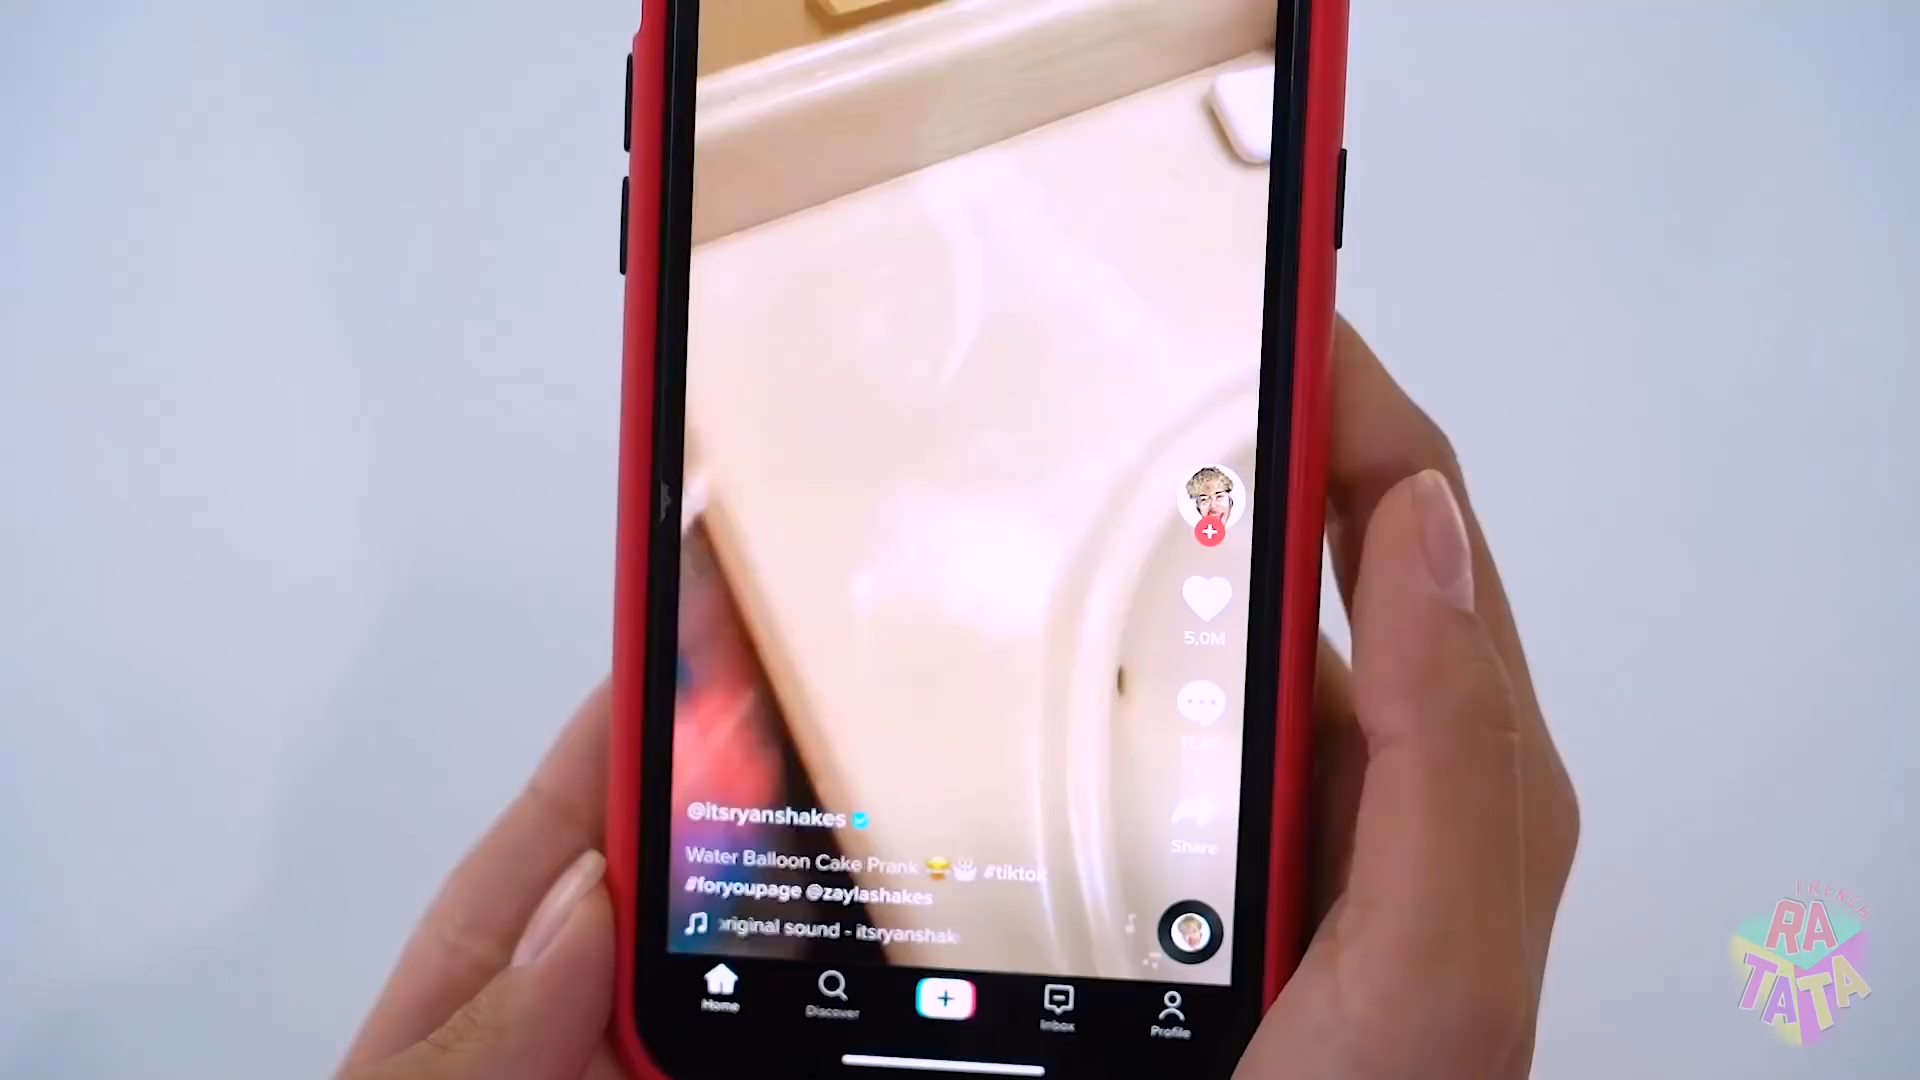 5,0M
Share
@itsryanshakes
Water Balloon Cake Prank 😂🎂 #tiktok
#foryoupage @zaylashakes
original sound - itsryanshak
Home
Discover
Inbox
Profile
FRENCH
RA
TATA